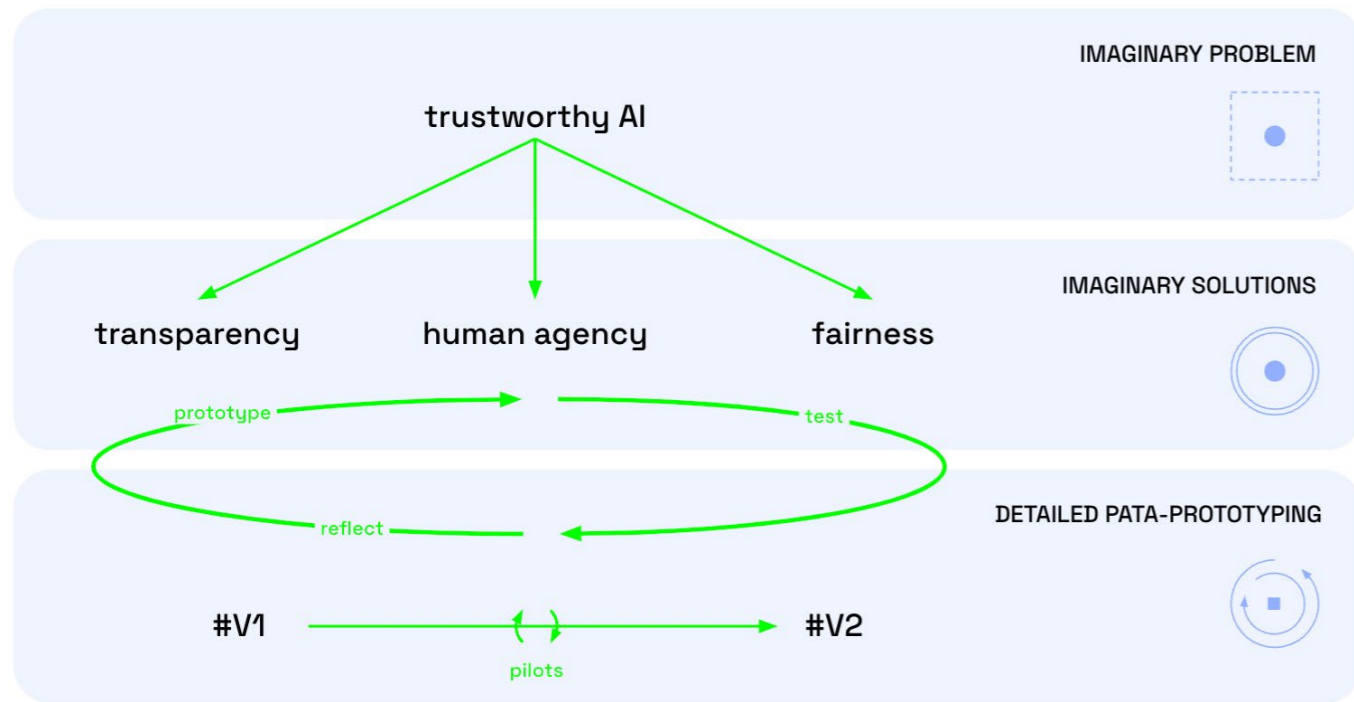 IMAGINARY PROBLEM
trustworthy AI
IMAGINARY SOLUTIONS
transparency
human agency
fairness
prototype
test
DETAILED PATA-PROTOTYPING
reflect
#V1
#V2
pilots